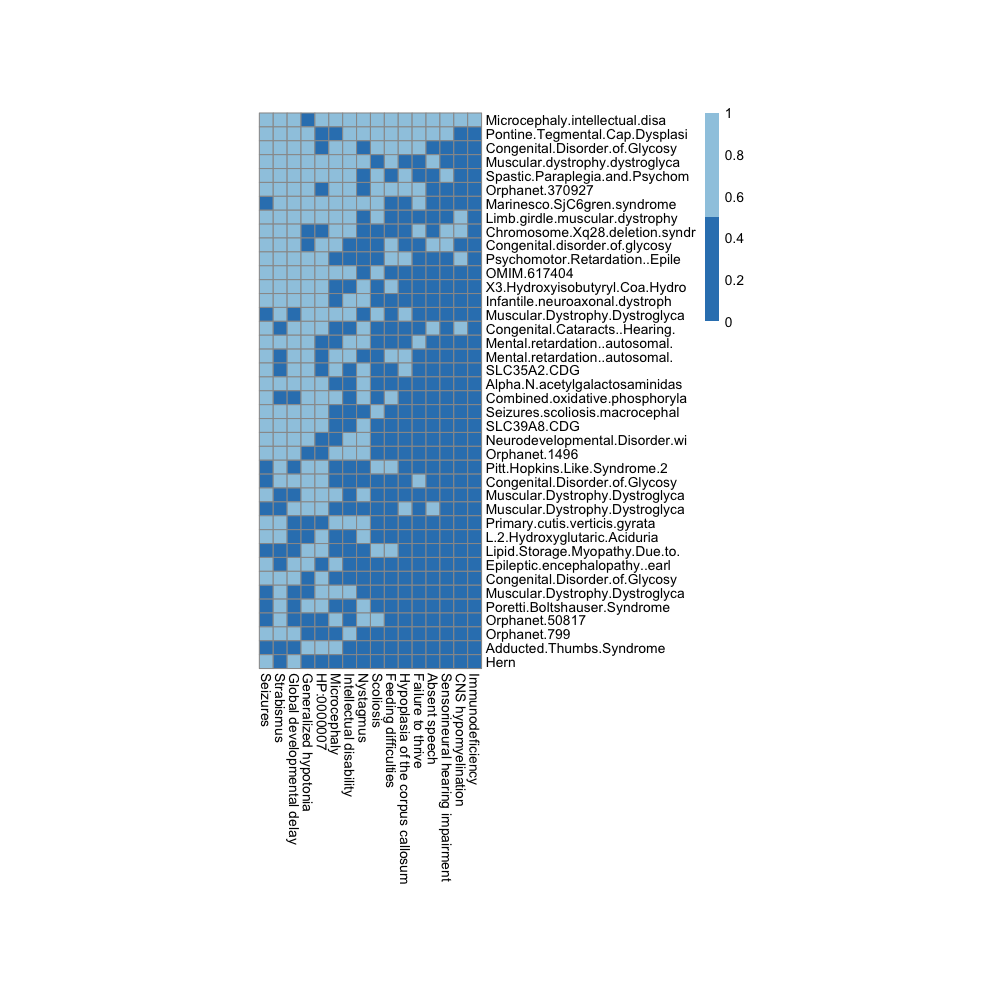 Microcephaly.intellectual.disa
Pontine.Tegmental.Cap.Dysplasi
Congenital.Disorder.of.Glycosy
Muscular.dystrophy.dystroglyca
Spastic.Paraplegia.and.Psychom
Orphanet.370927
Marinesco.SjC6gren.syndrome
Limb.girdle.muscular.dystrophy
Chromosome.Xq28.deletion.syndr
Congenital.disorder.of.glycosy
Psychomotor.Retardation..Epile
OMIM.617404
X3.Hydroxyisobutyryl.Coa.Hydro
Infantile.neuroaxonal.dystroph
Muscular.Dystrophy.Dystroglyca
Congenital.Cataracts..Hearing.
Mental.retardation..autosomal.
Mental.retardation..autosomal.
SLC35A2.CDG
Alpha.N.acetylgalactosaminidas
Combined.oxidative.phosphoryla
Seizures.scoliosis.macrocephal
SLC39A8.CDG
Neurodevelopmental.Disorder.wi
Orphanet.1496
Pitt.Hopkins.Like.Syndrome.2
Congenital.Disorder.of.Glycosy
Muscular.Dystrophy.Dystroglyca
Muscular.Dystrophy.Dystroglyca
Primary.cutis.verticis.gyrata
L.2.Hydroxyglutaric.Aciduria
Lipid.Storage.Myopathy.Due.to.
Epileptic.encephalopathy..earl
Congenital.Disorder.of.Glycosy
Muscular.Dystrophy.Dystroglyca
Poretti.Boltshauser.Syndrome
Orphanet.50817
Orphanet.799
Adducted.Thumbs.Syndrome
Hern
1
0.8
0.6
0.4
0.2
0
Seizures
Strabismus
Global developmental delay
Generalized hypotonia
HP:0000007
Microcephaly
Intellectual disability
Nystagmus
Scoliosis
Feeding difficulties
Hypoplasia of the corpus callosum
Failure to thrive
Absent speech
Sensorineural hearing impairment
CNS hypomyelination
Immunodeficiency